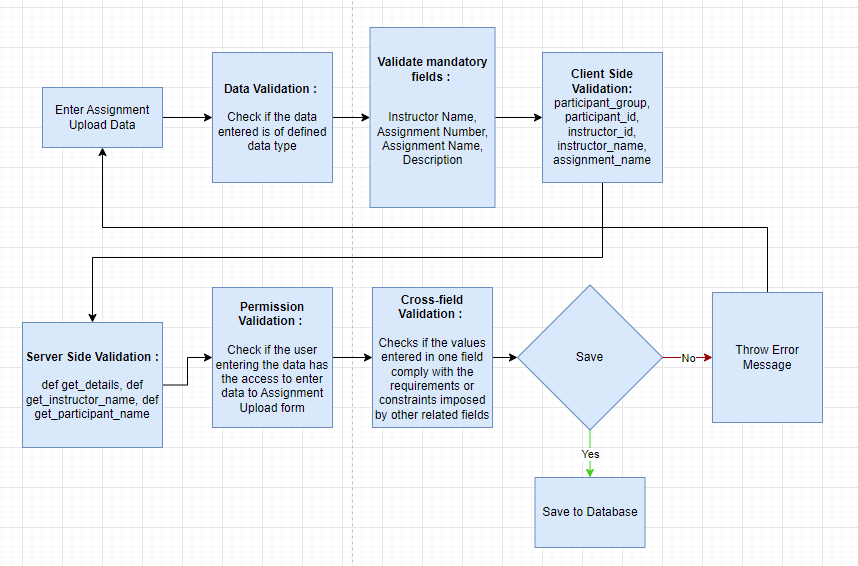 Enter Assignment
Upload Data
Data Validation :
Check if the data
entered is of defined
data type
Validate mandatory
fields :
Instructor Name,
Assignment Number,
Assignment Name,
Description
Client Side
Validation:
participant_group,
participant_id,
instructor_id,
instructor_name,
assignment_name
Server Side Validation :
def get_details, def
get_instructor_name, def
get_participant_name
Permission
Validation :
Check if the user
entering the data has
the access to enter
data to Assignment
Upload form
Cross-field
Validation :
Checks if the values
entered in one field
comply with the
requirements or
constraints imposed
by other related fields
Save
No
Throw Error
Message
Yes
Save to Database